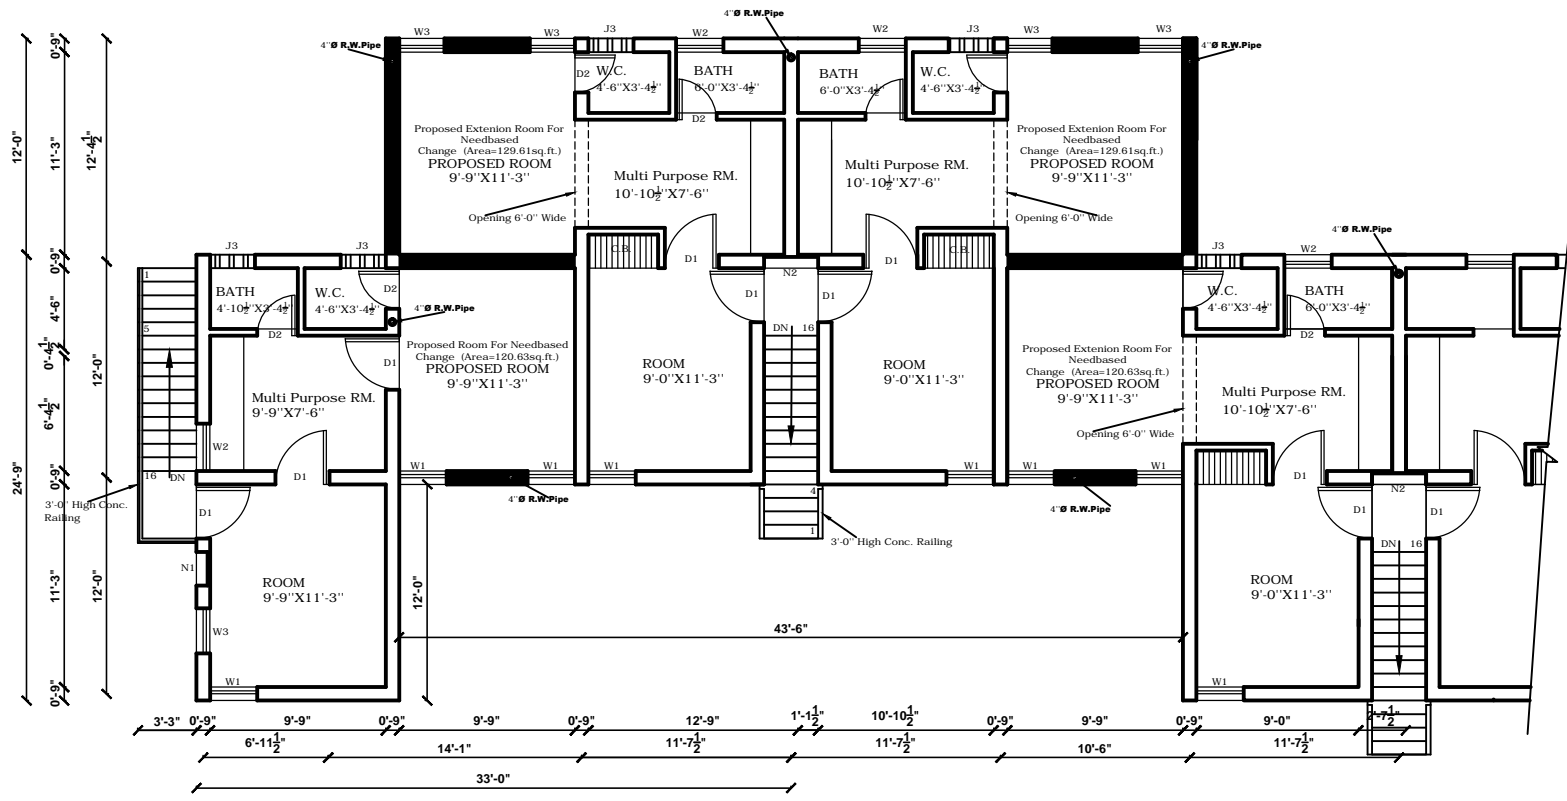 4''Ø R.W.Pipe
W3
W3
J3
W2
W2
J3
W3
W3
4''Ø R.W.Pipe
4''Ø R.W.Pipe
D2
W.C.
4'-6''X3'-4½''
BATH
6'-0''X3'-4½''
BATH
6'-0''X3'-4½''
W.C.
4'-6''X3'-4½''
D2
Proposed Extenion Room For
Needbased
Change (Area=129.61sq.ft.)
PROPOSED ROOM
9'-9''X11'-3''
Multi Purpose RM.
10'-10½''X7'-6''
Multi Purpose RM.
10'-10½''X7'-6''
Proposed Extenion Room For
Needbased
Change (Area=129.61sq.ft.)
PROPOSED ROOM
9'-9''X11'-3''
Opening 6'-0'' Wide
Opening 6'-0'' Wide
C.B.
D1
N2
D1
C.B.
D1
D1
J3
J3
J3
W2
4''Ø R.W.Pipe
1
5
16
DN
BATH
4'-10½''X3'-4½''
W.C.
4'-6''X3'-4½''
D2
D2
4''Ø R.W.Pipe
D1
Multi Purpose RM.
9'-9''X7'-6''
W2
D1
D1
3'-0'' High Conc.
Railing
Proposed Room For Needbased
Change (Area=120.63sq.ft.)
PROPOSED ROOM
9'-9''X11'-3''
ROOM
9'-0''X11'-3''
DN
16
ROOM
9'-0''X11'-3''
Proposed Extenion Room For
Needbased
Change (Area=120.63sq.ft.)
PROPOSED ROOM
9'-9''X11'-3''
Opening 6'-0'' Wide
W.C.
4'-6''X3'-4½''
BATH
6'-0''X3'-4½''
D2
Multi Purpose RM.
10'-10½''X7'-6''
W1
W1
W1
W1
W1
W1
4''Ø R.W.Pipe
4''Ø R.W.Pipe
4
1
3'-0'' High Conc. Railing
D1
N2
D1
D1
DN
16
N1
ROOM
9'-9''X11'-3''
W3
W1
ROOM
9'-0''X11'-3''
W1
12'-0"
43'-6"
0'-9"
11'-3"
12'-0"
12'-4½"
0'-9"
4'-6"
0'-4½"
12'-0"
6'-4½"
24'-9"
0'-9"
11'-3"
12'-0"
0'-9"
3'-3"
0'-9"
9'-9"
0'-9"
9'-9"
0'-9"
12'-9"
1'-1½"
10'-10½"
0'-9"
9'-9"
0'-9"
9'-0"
2'-7½"
6'-11½"
14'-1"
11'-7½"
11'-7½"
10'-6"
11'-7½"
33'-0"